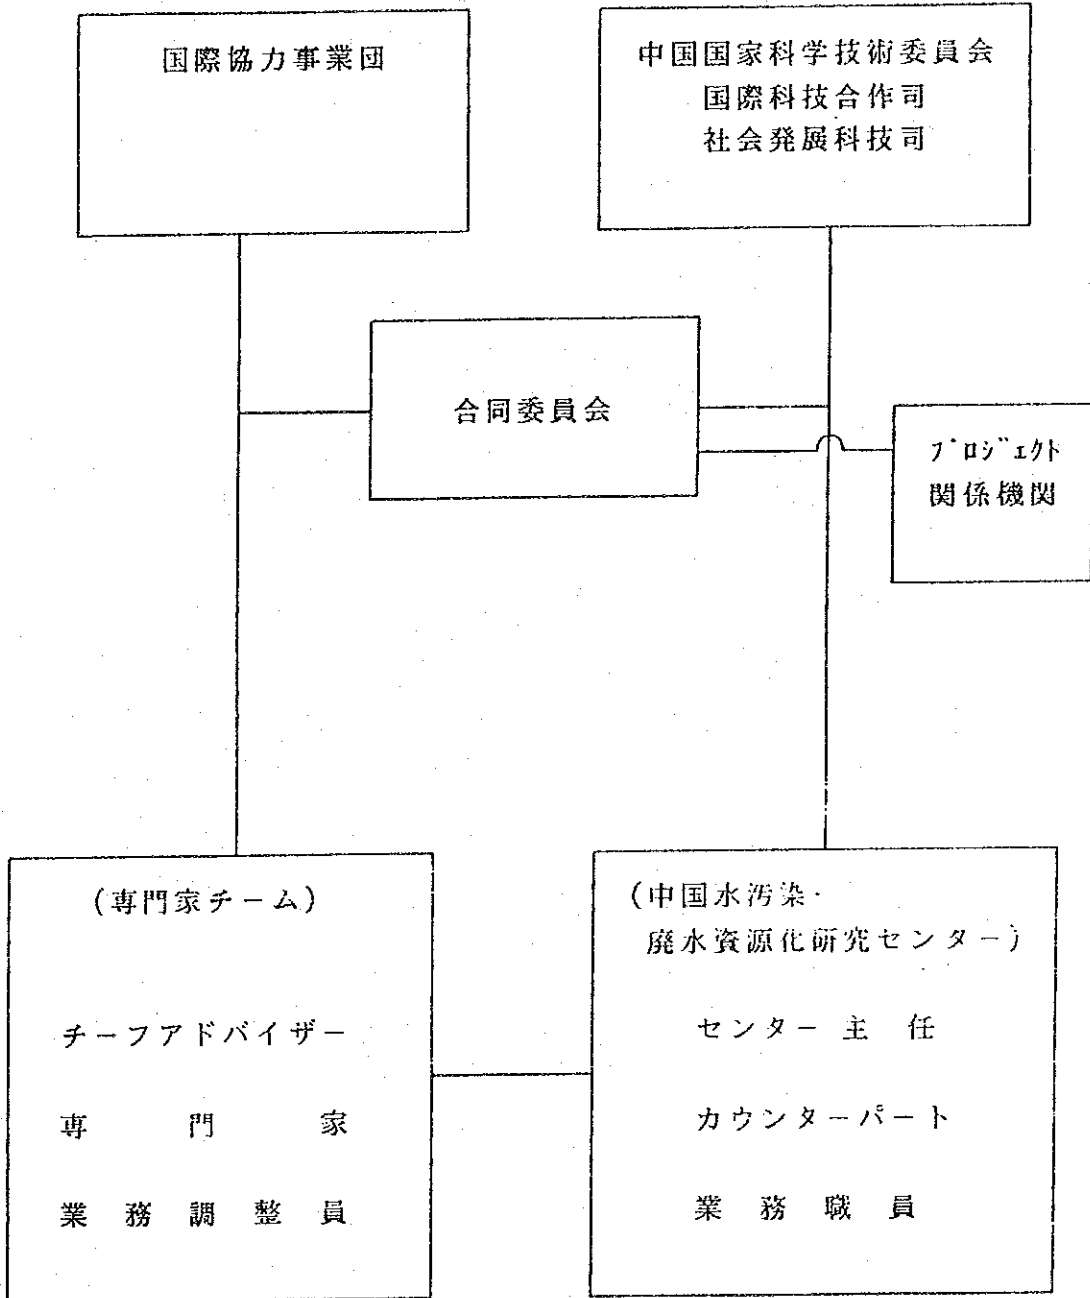 国際協力事業団
中国国家科学技術委員会
国際科技合作司
社会発展科技司
合同委員会
プロジェクト
関係機関
(専門家チーム)
チーフアドバイザー
専門家
業務調整員
(中国水汚染・
廃水資源化研究センター)
センター 主 任
カウンターパート
業務職員